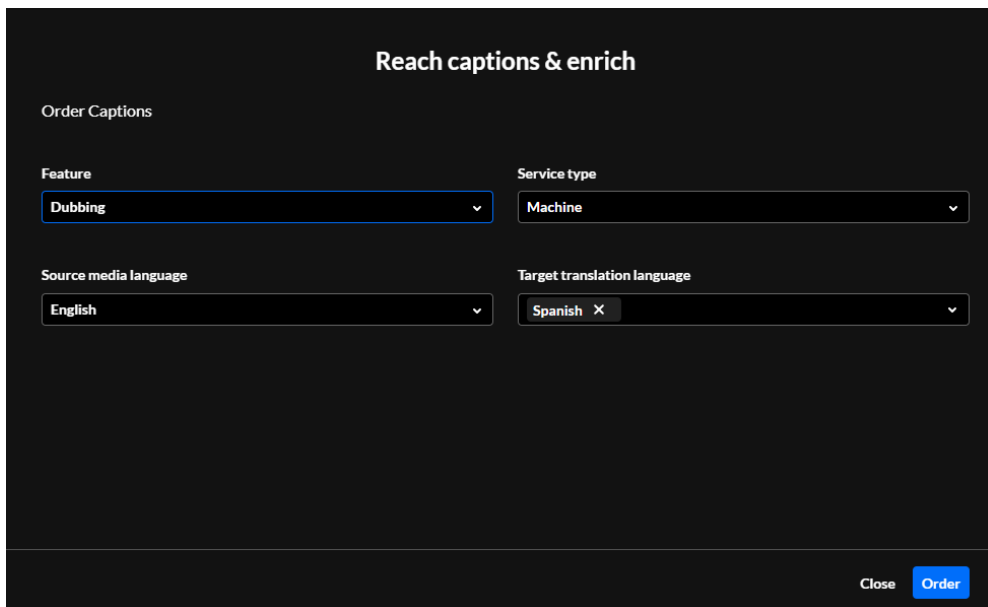 Reach captions & enrich
Order Captions
Feature
Service type
Dubbing
Machine
Source media language
Target translation language
English
Spanish
Close
Order